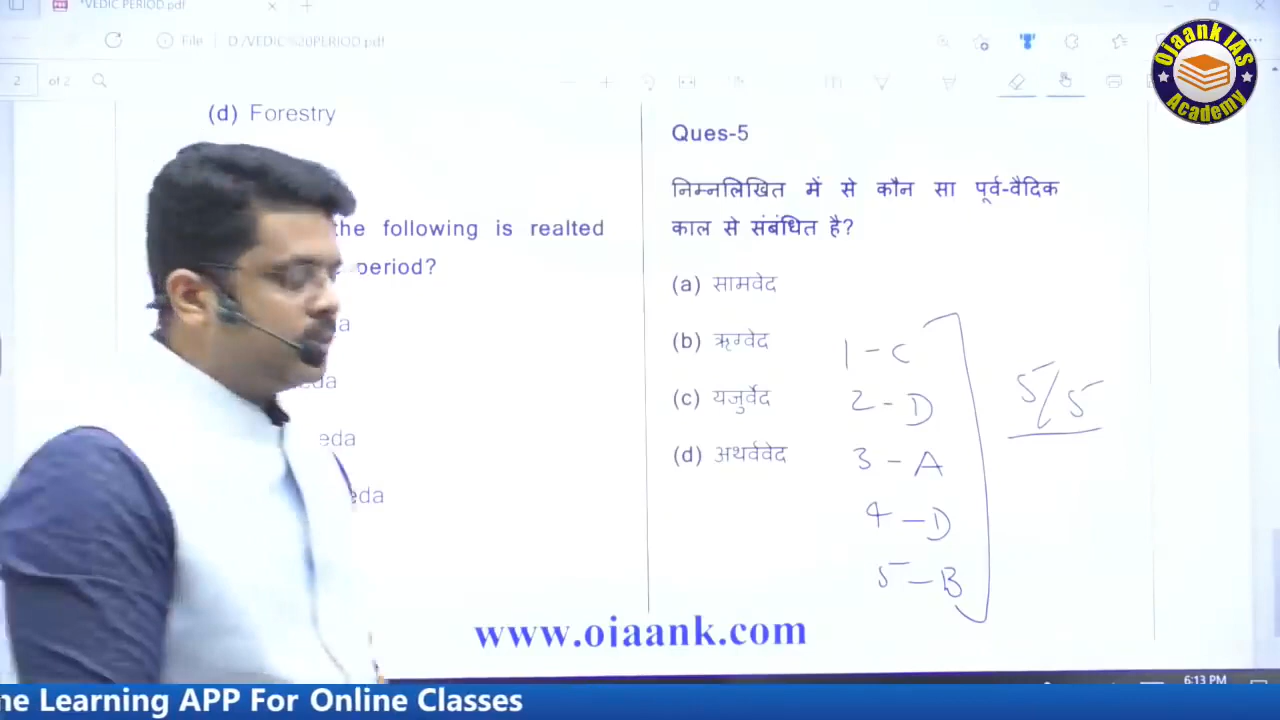 *VEDIC PERIOD.pdf
File
D:/VEDIC%20PERIOD.pdf
2 of 2
Ojaank IAS
Academy
(d) Forestry
the following is realted
period?
eda
eda
Ques-5
निम्नलिखित में से कौन सा पूर्व-वैदिक
काल से संबंधित है?
(a) सामवेद
(b) ऋग्वेद
(c) यजुर्वेद
(d) अथर्ववेद
1 - C
2 - D
3 - A
4 - D
5 - B
5/5
www.ojaank.com
6:13 PM
ne Learning APP For Online Classes